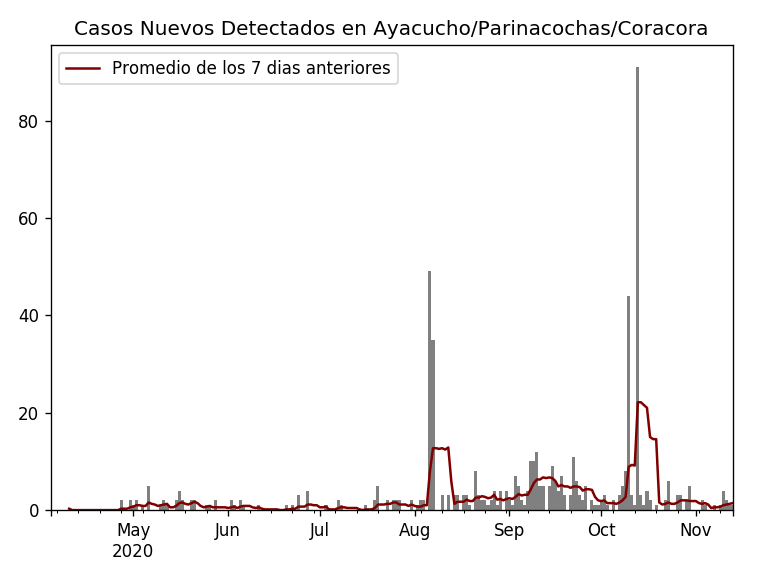 Casos Nuevos Detectados en Ayacucho/Parinacochas/Coracora
Promedio de los 7 dias anteriores
80
60
40
20
0
May Jun Jul Aug Sep Oct Nov
2020